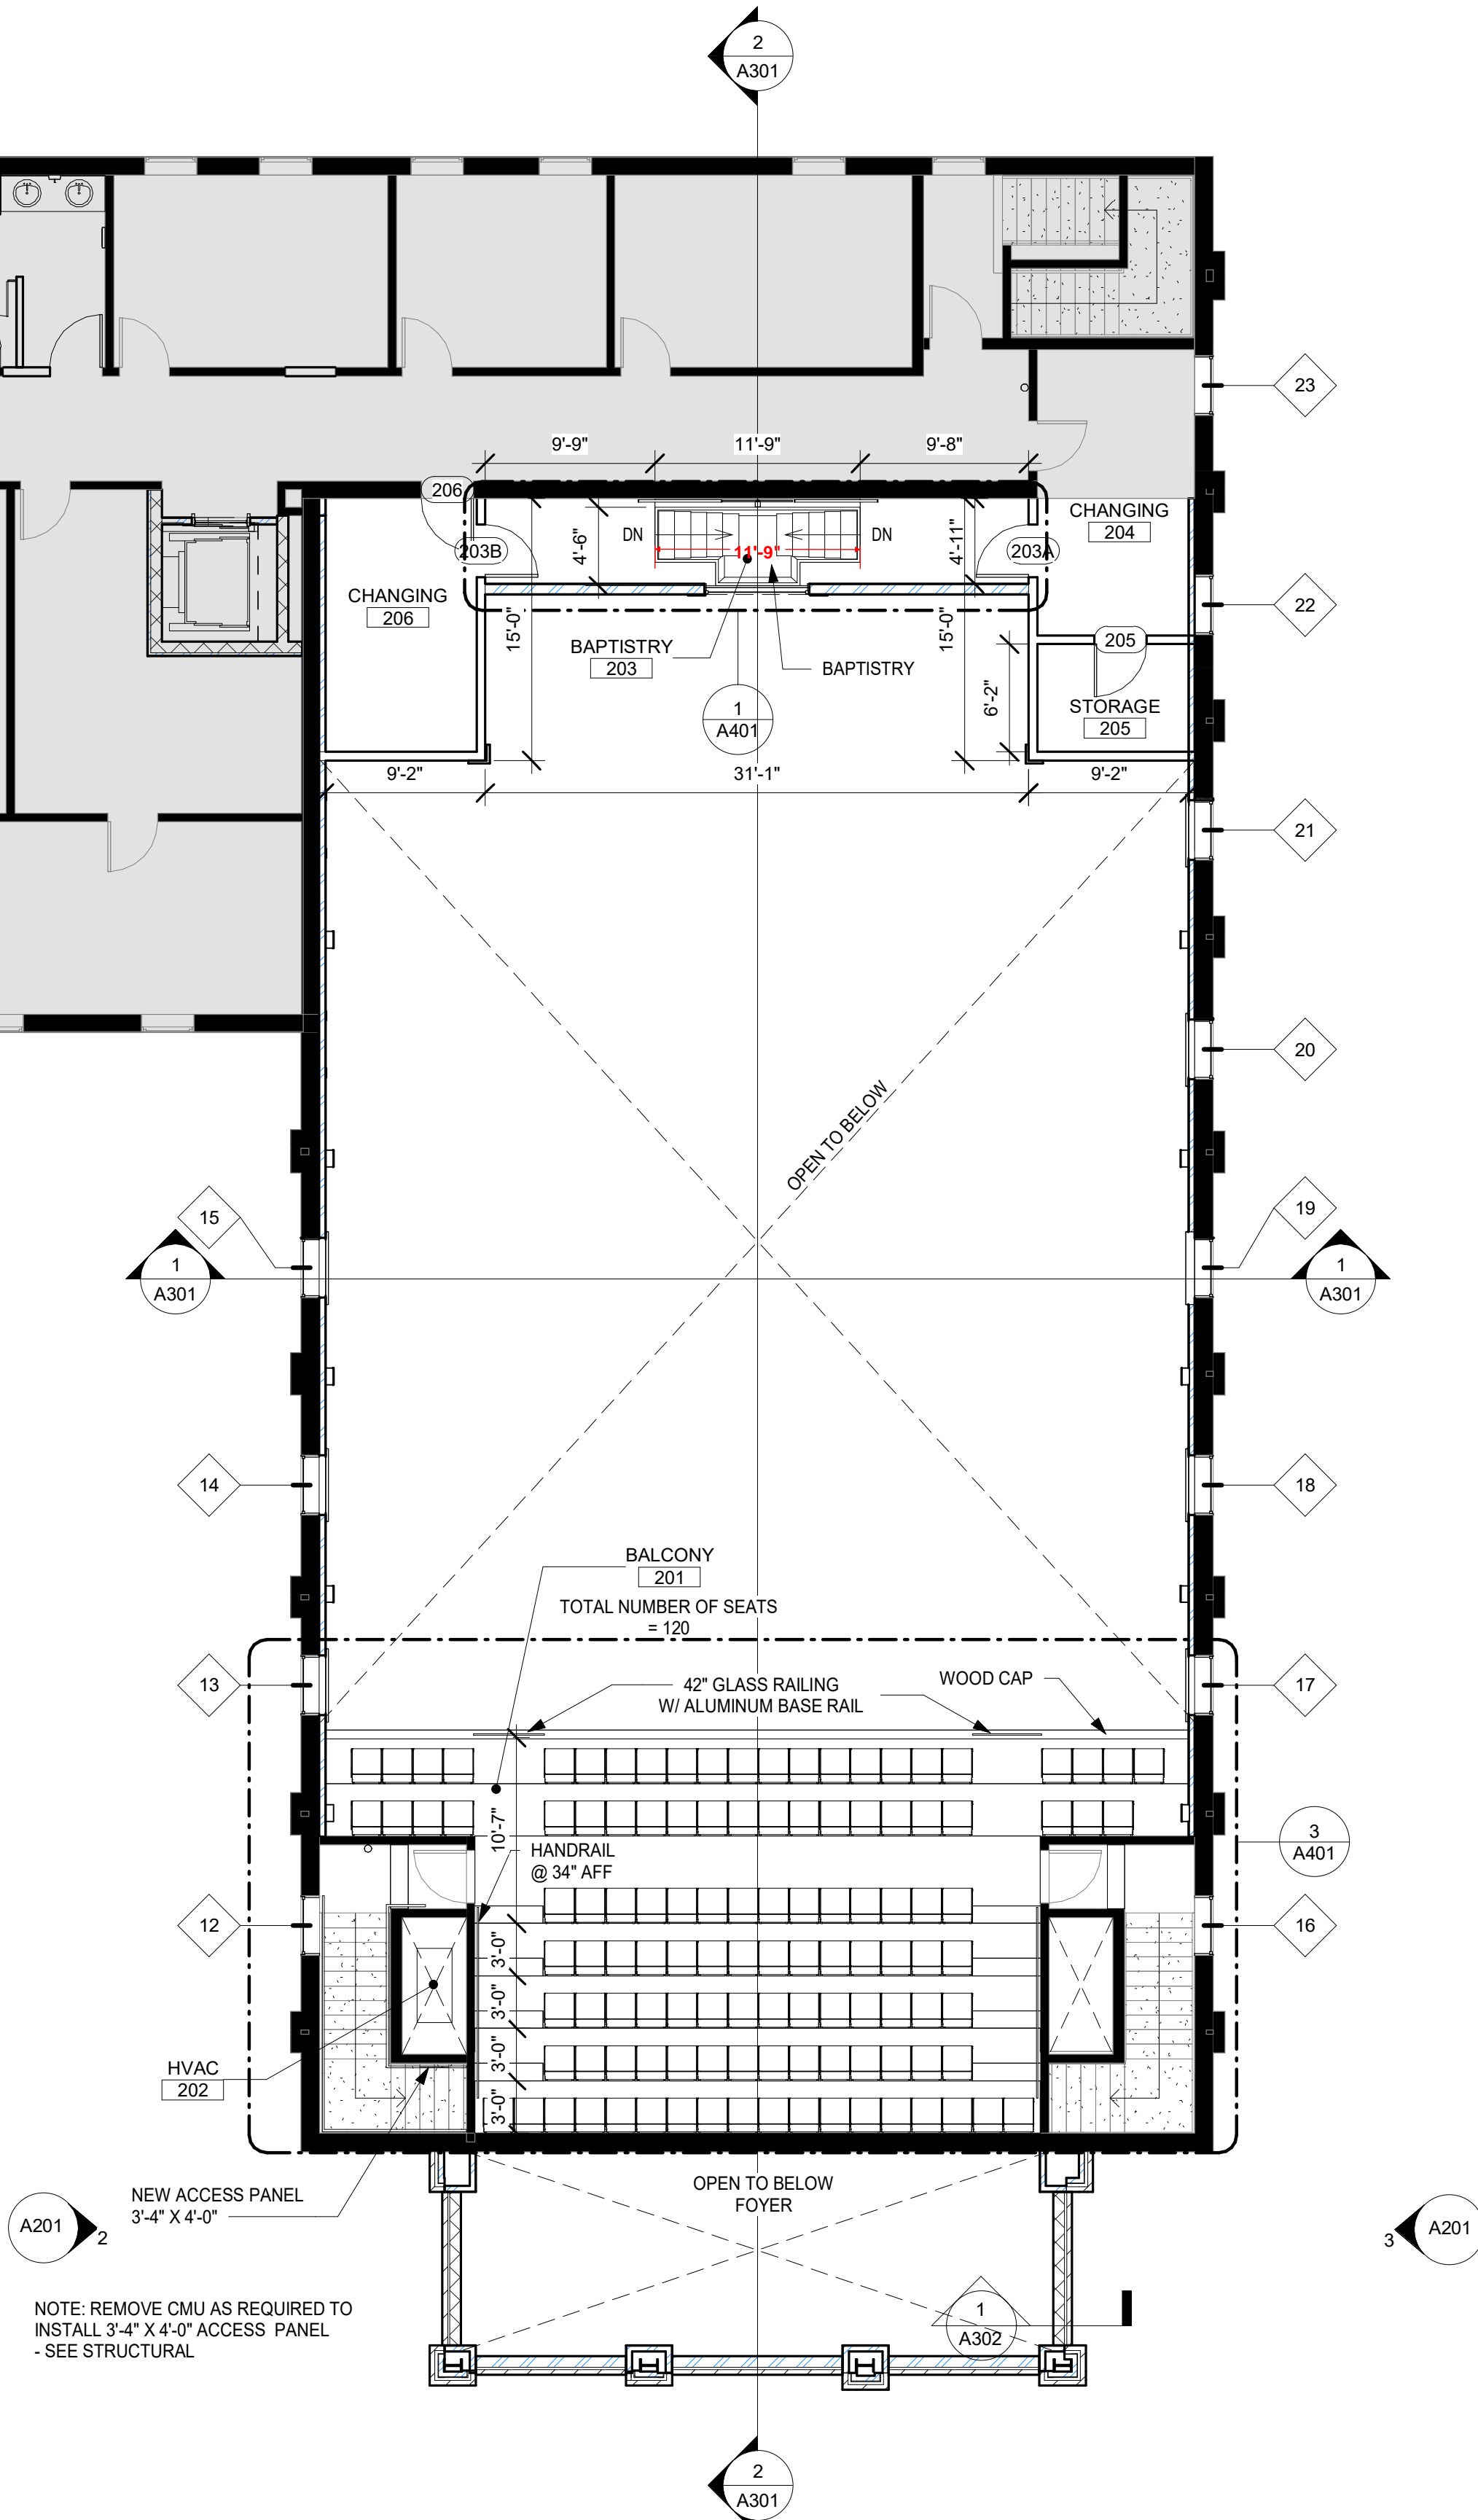 2
A301
23
9'-9"
11'-9"
9'-8"
206
CHANGING
204
DN
DN
203B
4'-6"
11'-9"
4'-11"
203A
22
CHANGING
206
15'-0"
15'-0"
BAPTISTRY
203
BAPTISTRY
205
6'-2"
STORAGE
205
1
A401
9'-2"
31'-1"
9'-2"
21
20
OPEN TO BELOW
15
19
1
A301
1
A301
14
18
BALCONY
201
TOTAL NUMBER OF SEATS
= 120
13
42" GLASS RAILING
W/ ALUMINUM BASE RAIL
WOOD CAP
17
10'-7"
HANDRAIL
@ 34" AFF
3
A401
12
16
3'-0"
3'-0"
3'-0"
3'-0"
HVAC
202
NEW ACCESS PANEL
3'-4" X 4'-0"
OPEN TO BELOW
FOYER
A201
2
3
A201
NOTE: REMOVE CMU AS REQUIRED TO
INSTALL 3'-4" X 4'-0" ACCESS PANEL
- SEE STRUCTURAL
1
A302
2
A301